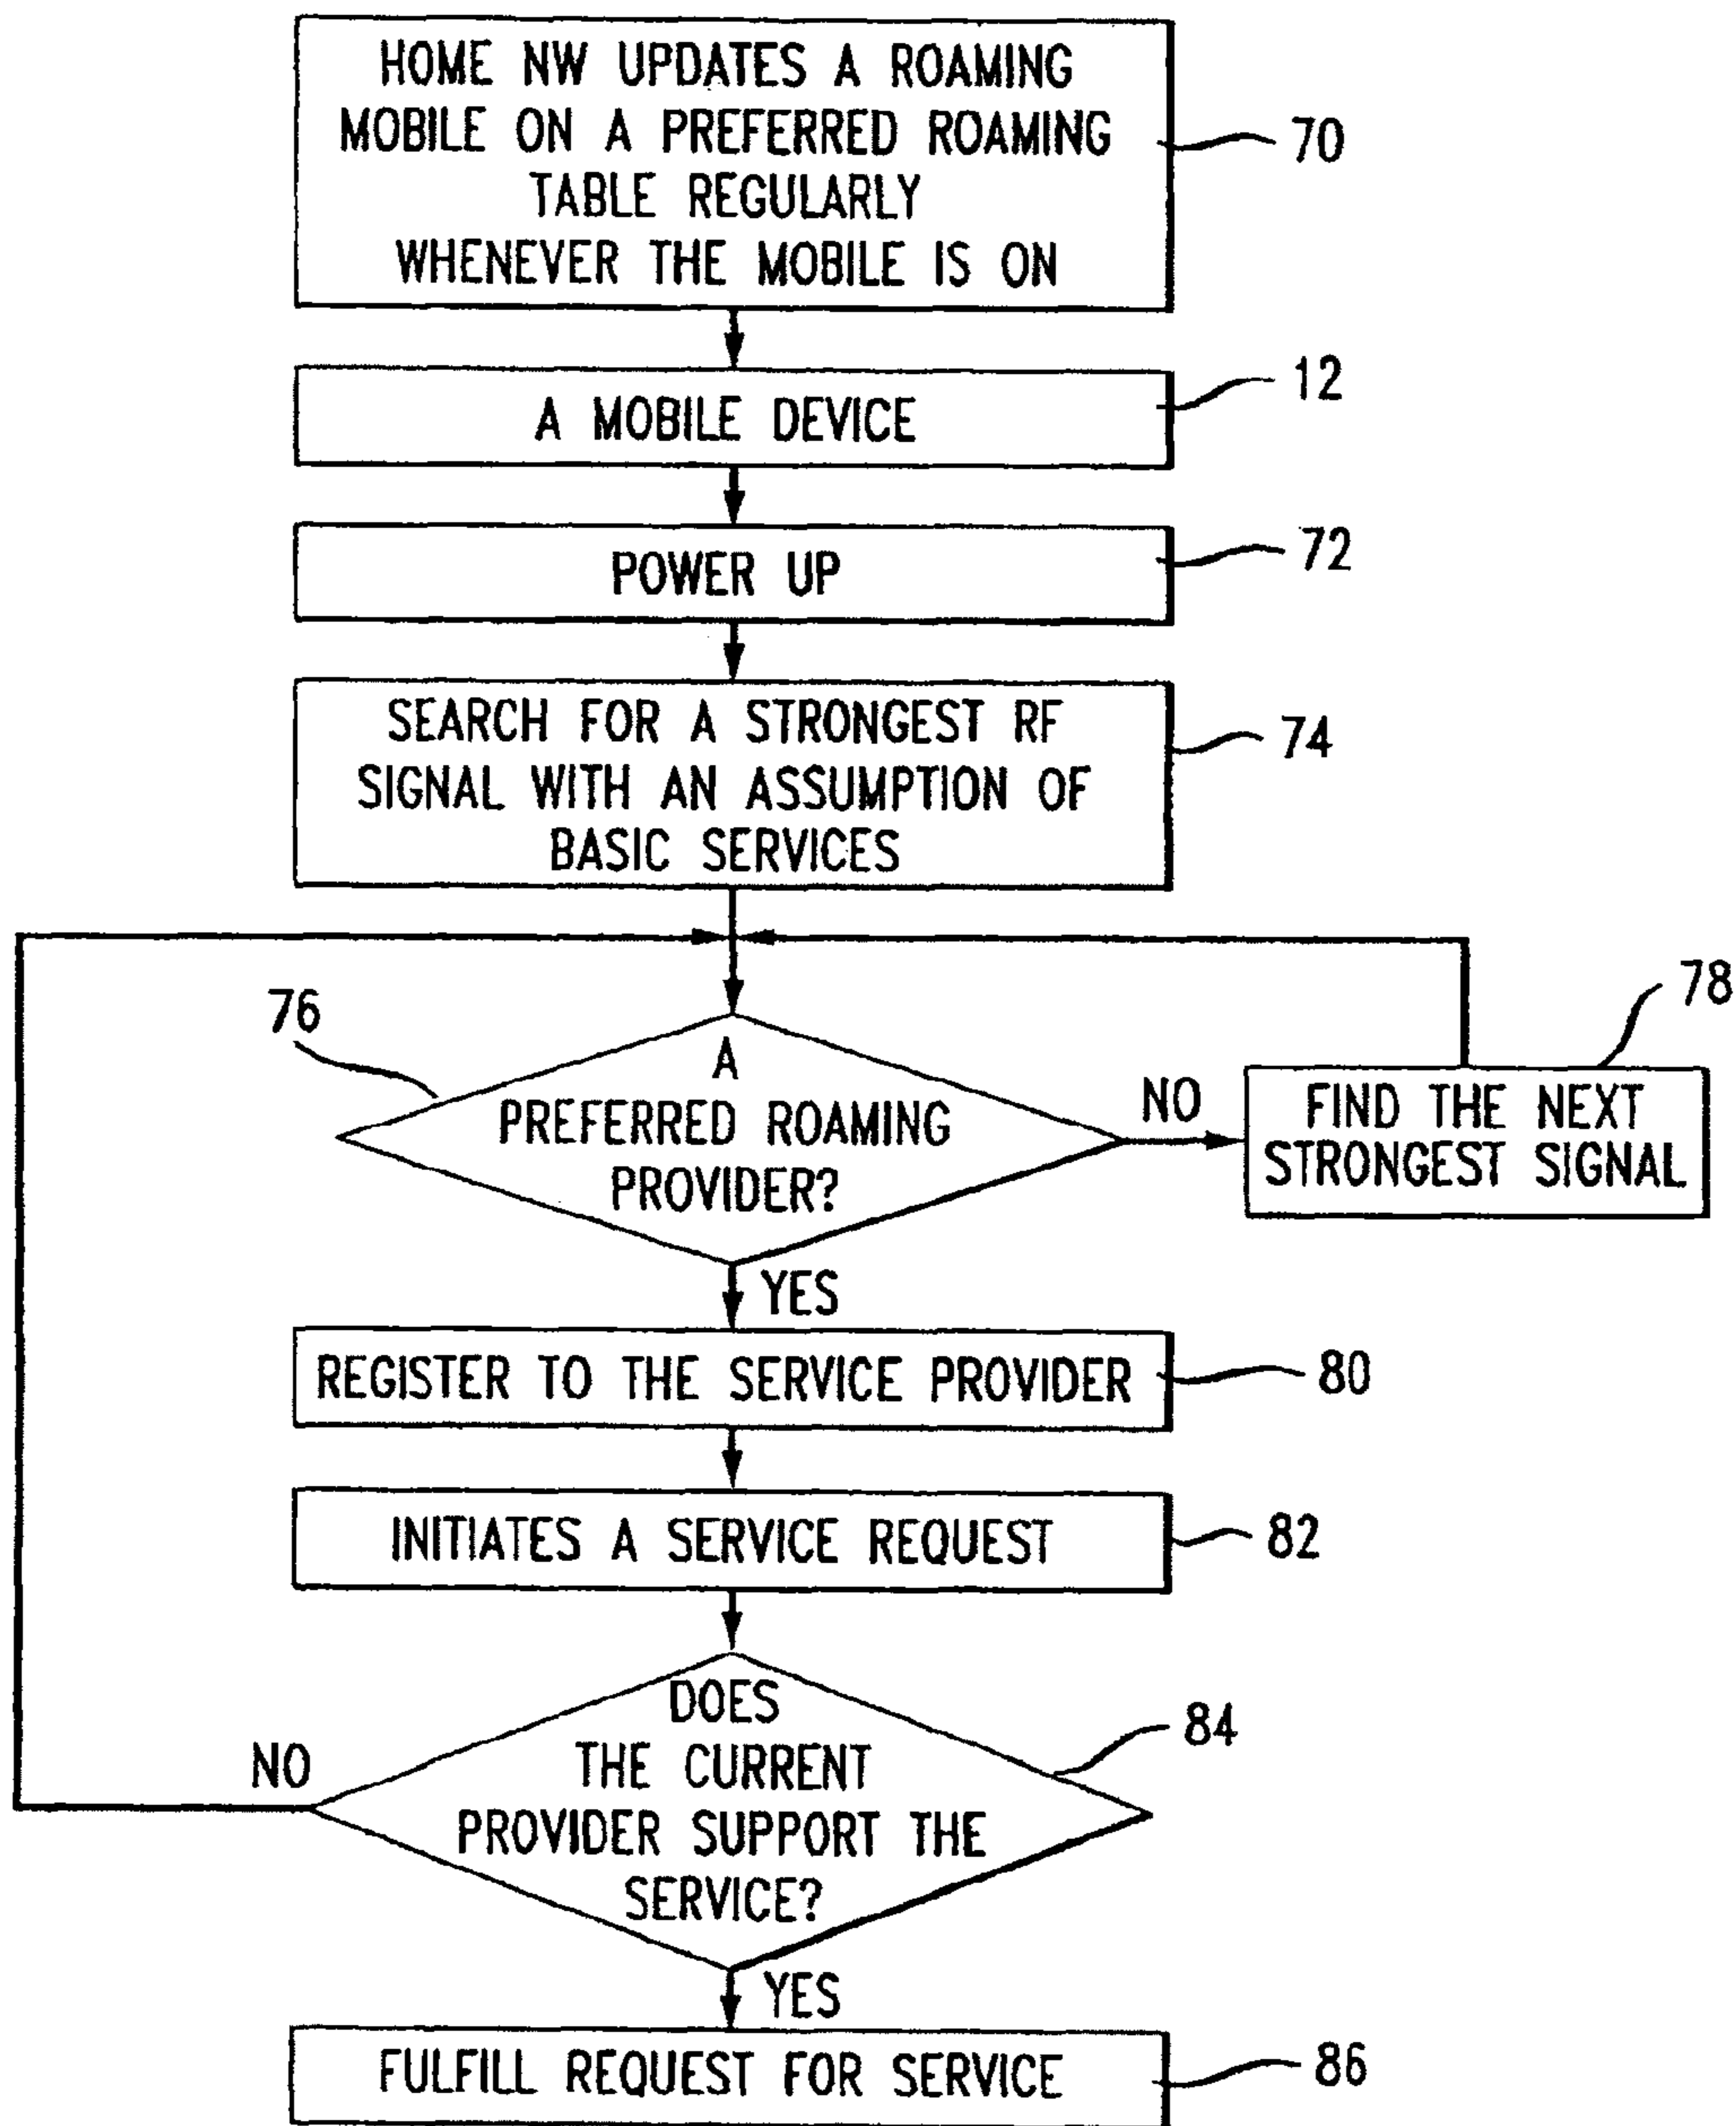 HOME NW UPDATES A ROAMING
MOBILE ON A PREFERRED ROAMING
TABLE REGULARLY
WHENEVER THE MOBILE IS ON
70
A MOBILE DEVICE
12
POWER UP
72
SEARCH FOR A STRONGEST RF
SIGNAL WITH AN ASSUMPTION OF
BASIC SERVICES
74
76
A
PREFERRED ROAMING
PROVIDER?
NO
78
FIND THE NEXT
STRONGEST SIGNAL
YES
REGISTER TO THE SERVICE PROVIDER
80
INITIATES A SERVICE REQUEST
82
DOES
THE CURRENT
PROVIDER SUPPORT THE
SERVICE?
84
NO
YES
FULFILL REQUEST FOR SERVICE
86